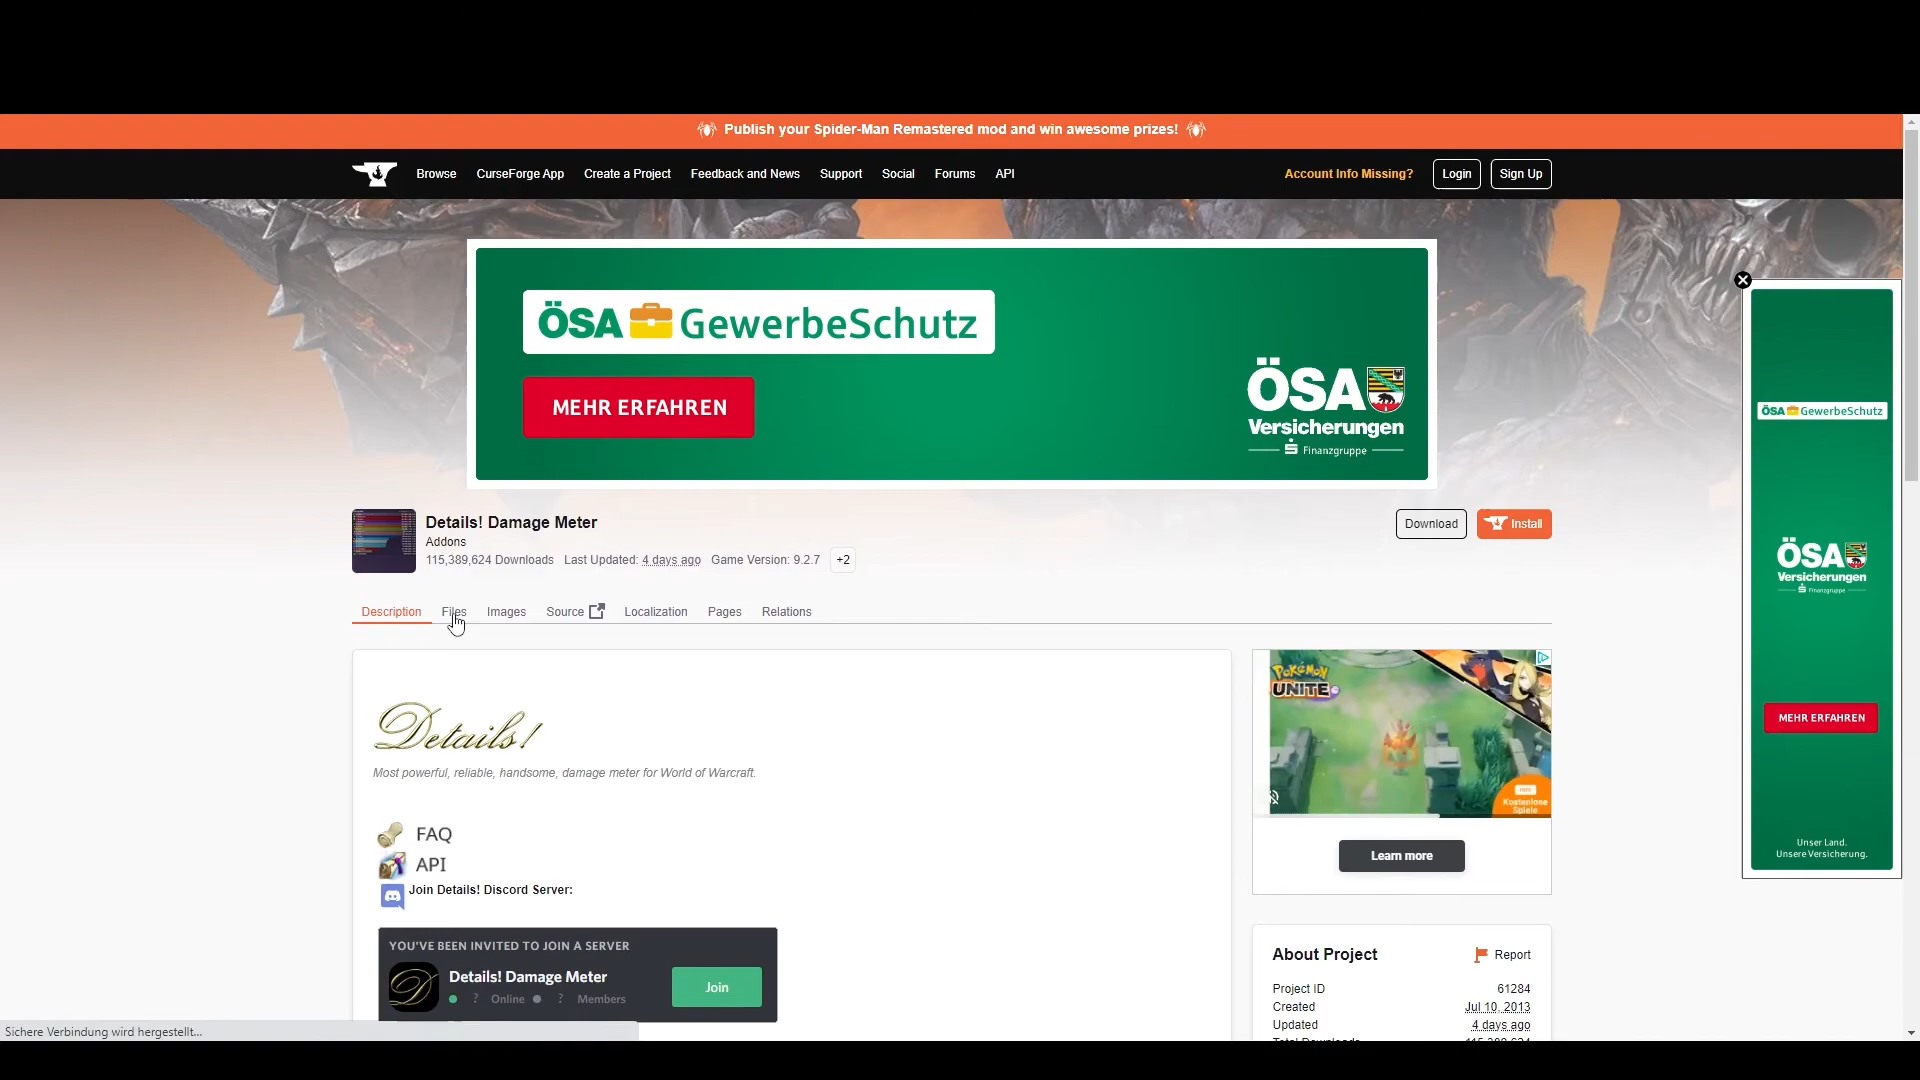 Publish your Spider-Man Remastered mod and win awesome prizes!
Browse CurseForge App Create a Project Feedback and News Support Social Forums API Account Info Missing? Login Sign Up
ÖSA GewerbeSchutz
MEHR ERFAHREN
ÖSA
Versicherungen
Finanzgruppe
ÖSA GewerbeSchutz
ÖSA
Versicherungen
Finanzgruppe
MEHR ERFAHREN
Unser Land.
Unsere Versicherung.
Details! Damage Meter
Addons
115,389,624 Downloads Last Updated: 4 days ago Game Version: 9.2.7 +2
Download Install
Description Files Images Source Localization Pages Relations
Details!
Most powerful, reliable, handsome, damage meter for World of Warcraft.
FAQ
API
Join Details! Discord Server:
YOU'VE BEEN INVITED TO JOIN A SERVER
Details! Damage Meter
? Online ? Members
Join
POKÉMON
UNITE
Kostenlose
Spiele
Learn more
About Project Report
Project ID 61284
Created Jul 10, 2013
Updated 4 days ago
Total Downloads 115,389,624
Sichere Verbindung wird hergestellt...